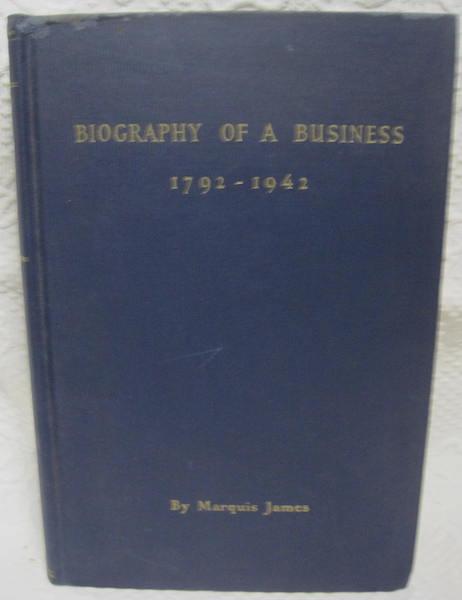 BIOGRAPHY OF A BUSINESS
1792-1942
By Marquis James